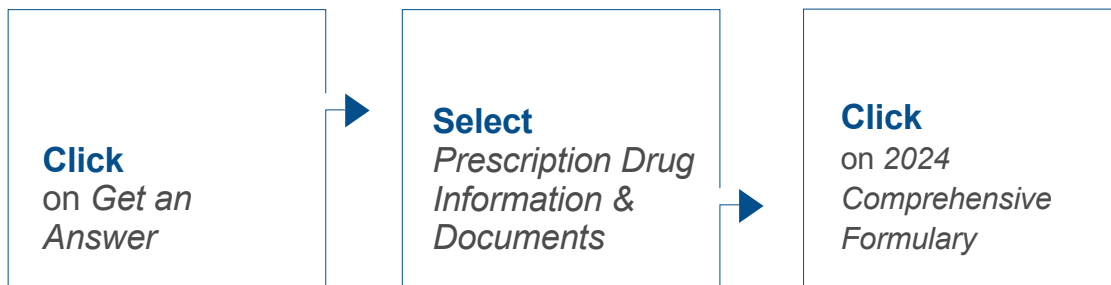 Click
on Get an
Answer
Select
Prescription Drug
Information &
Documents
Click
on 2024
Comprehensive
Formulary